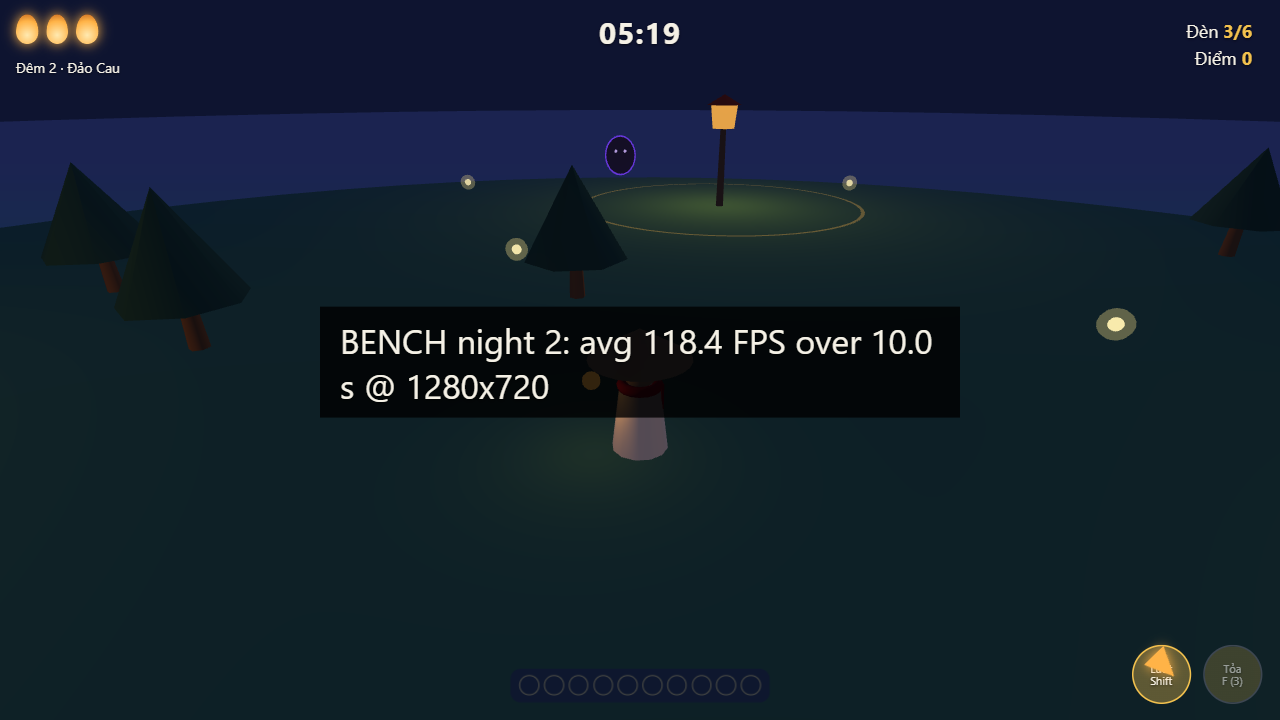 05:19
Đèn 3/6
Điểm 0
Đêm 2 · Đảo Cau
BENCH night 2: avg 118.4 FPS over 10.0
s @ 1280x720
Shift
Tỏa
F (3)